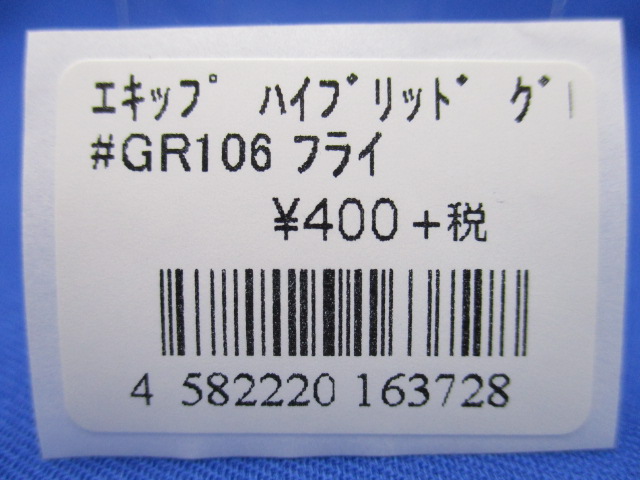 ｴｷｯﾌﾟ ﾊｲﾌﾞﾘｯﾄﾞ ｸﾞ
#GR106 ﾌﾗｲ
¥400+税
4 582220 163728